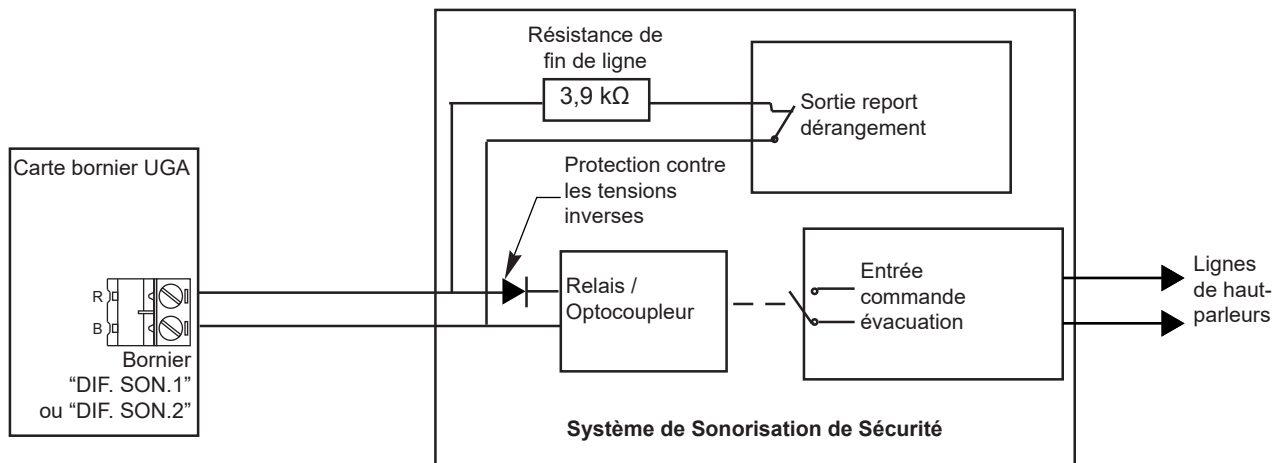 Résistance de
fin de ligne
3,9 kΩ
Sortie report
dérangement
Carte bornier UGA
Protection contre
les tensions
inverses
R
B
Bornier
“DIF. SON.1”
ou “DIF. SON.2”
Relais /
Optocoupleur
Entrée
commande
évacuation
Lignes
de haut-
parleurs
Système de Sonorisation de Sécurité